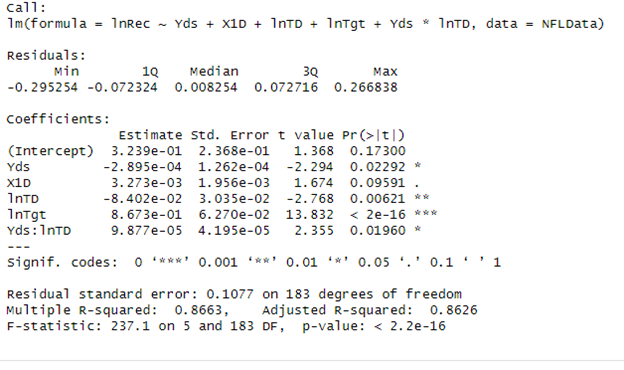 Call:
lm(formula = lnRec ~ Yds + X1D + lnTD + lnTgt + Yds * lnTD, data = NFLData)
Residuals:
Min 1Q Median 3Q Max
-0.295254 -0.072324 0.008254 0.072716 0.266838
Coefficients:
Estimate Std. Error t value Pr(>|t|)
(Intercept) 3.239e-01 2.368e-01 1.368 0.17300
Yds -2.895e-04 1.262e-04 -2.294 0.02292 *
X1D 3.273e-03 1.956e-03 1.674 0.09591 .
lnTD -8.402e-02 3.035e-02 -2.768 0.00621 **
lnTgt 8.673e-01 6.270e-02 13.832 < 2e-16 ***
Yds:lnTD 9.877e-05 4.195e-05 2.355 0.01960 *
---
Signif. codes: 0 ‘***’ 0.001 ‘**’ 0.01 ‘*’ 0.05 ‘.’ 0.1 ‘ ’ 1
Residual standard error: 0.1077 on 183 degrees of freedom
Multiple R-squared: 0.8663, Adjusted R-squared: 0.8626
F-statistic: 237.1 on 5 and 183 DF, p-value: < 2.2e-16